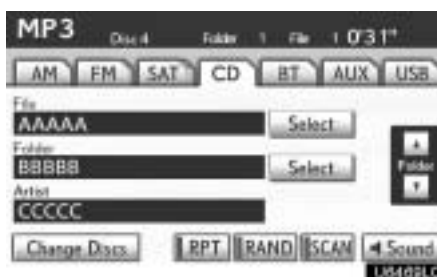 MP3 Disc 4 Folder 1 File 1 0'31"
AM FM SAT CD BT AUX USB
File
AAAAA Select
Folder
BBBBB Select
Folder
Artist
CCCCC
Change Discs RPT RAND SCAN Sound